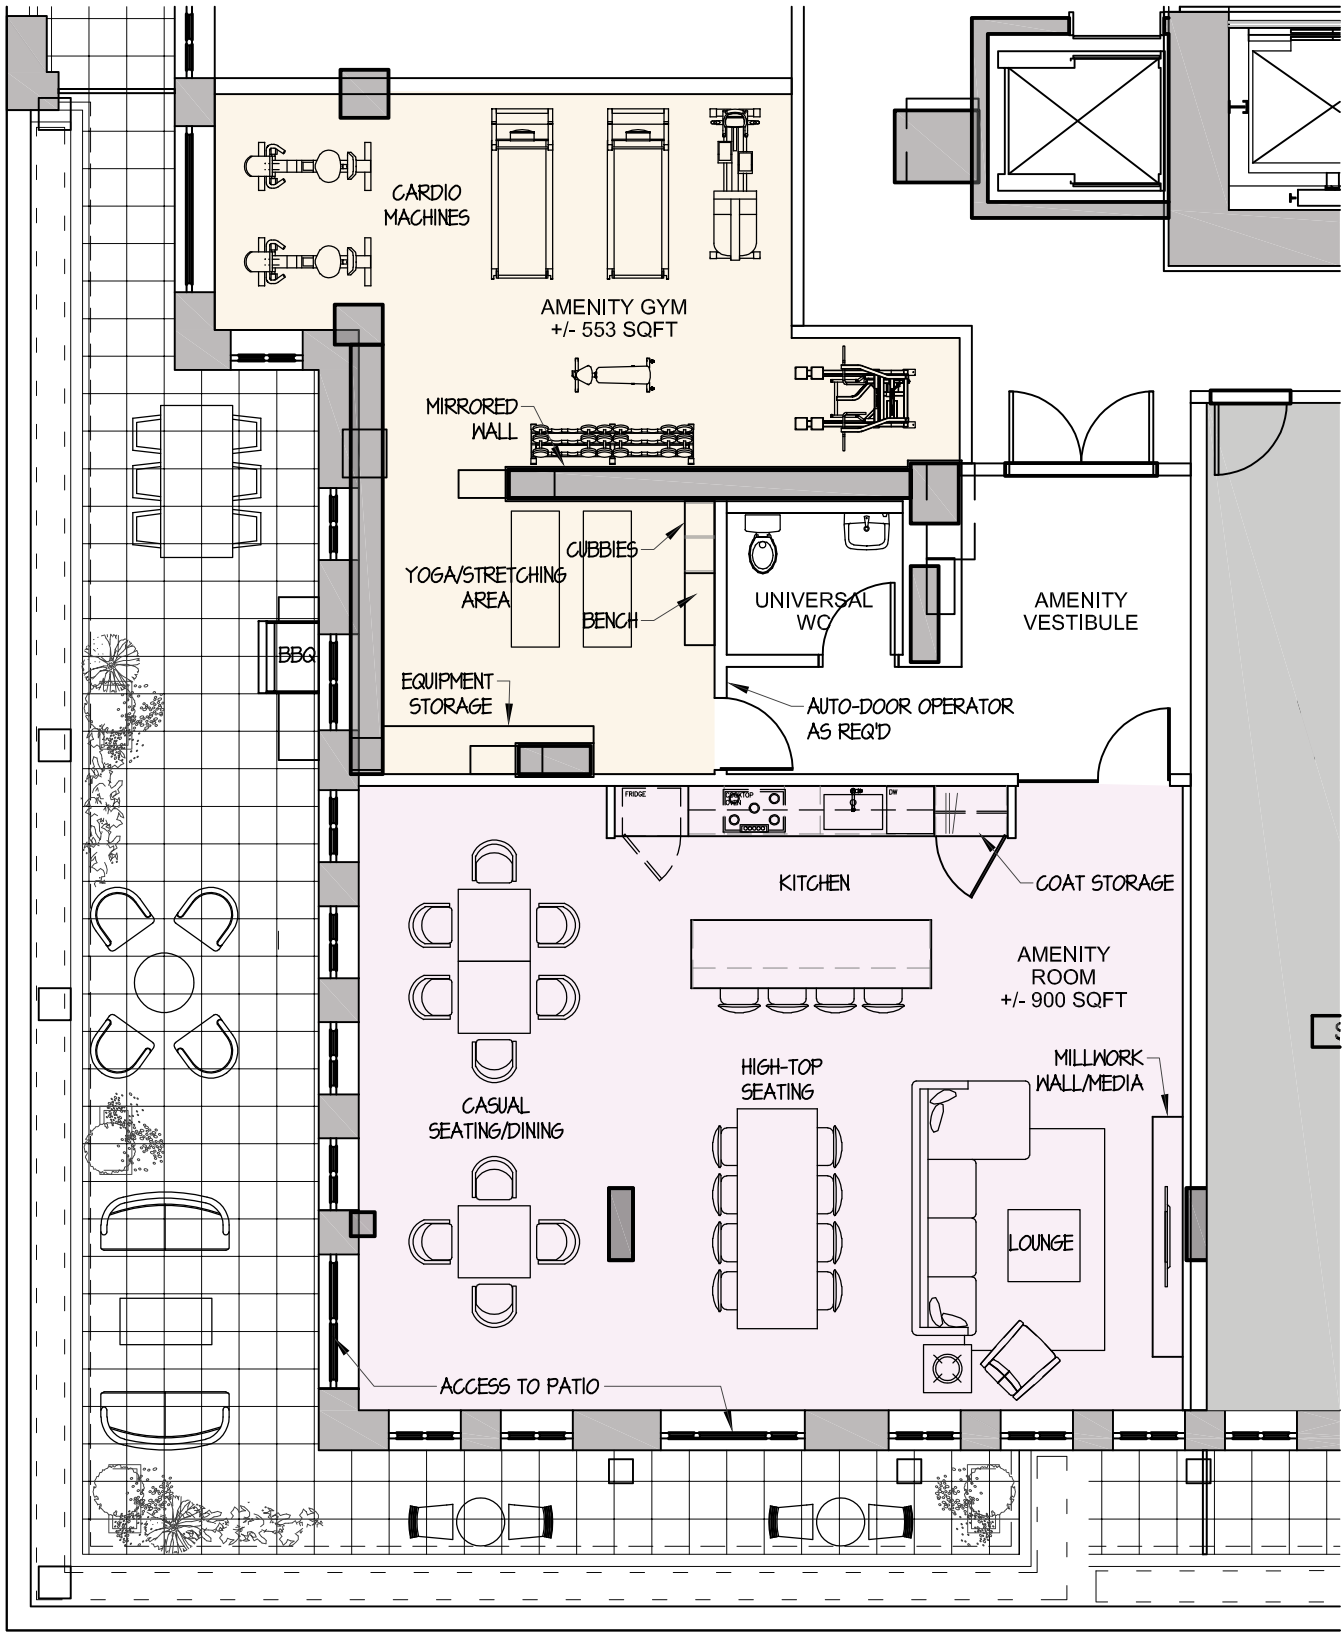 CARDIO
MACHINES
AMENITY GYM
+/- 553 SQFT
MIRRORED
WALL
CUBBIES
YOGA/STRETCHING
AREA
BENCH
UNIVERSAL
WC
AMENITY
VESTIBULE
BBQ
EQUIPMENT
STORAGE
AUTO-DOOR OPERATOR
AS REQ'D
FRIDGE
COOKTOP
OVEN
DW
KITCHEN
COAT STORAGE
AMENITY
ROOM
+/- 900 SQFT
S
HIGH-TOP
SEATING
MILLWORK
WALL/MEDIA
CASUAL
SEATING/DINING
LOUNGE
ACCESS TO PATIO